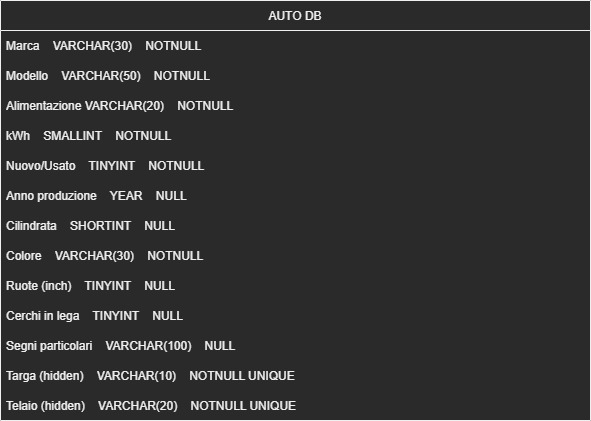 AUTO DB
Marca VARCHAR(30) NOTNULL
Modello VARCHAR(50) NOTNULL
Alimentazione VARCHAR(20) NOTNULL
kWh SMALLINT NOTNULL
Nuovo/Usato TINYINT NOTNULL
Anno produzione YEAR NULL
Cilindrata SHORTINT NULL
Colore VARCHAR(30) NOTNULL
Ruote (inch) TINYINT NULL
Cerchi in lega TINYINT NULL
Segni particolari VARCHAR(100) NULL
Targa (hidden) VARCHAR(10) NOTNULL UNIQUE
Telaio (hidden) VARCHAR(20) NOTNULL UNIQUE